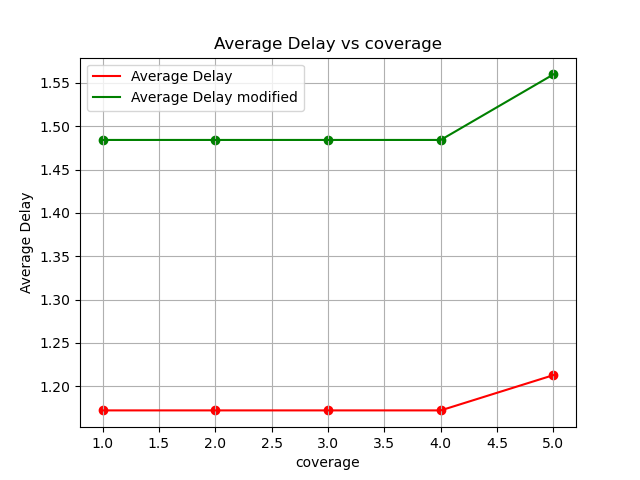 Average Delay vs coverage
Average Delay
Average Delay modified
1.55
1.50
1.45
1.40
1.35
1.30
1.25
1.20
Average Delay
1.0 1.5 2.0 2.5 3.0 3.5 4.0 4.5 5.0
coverage